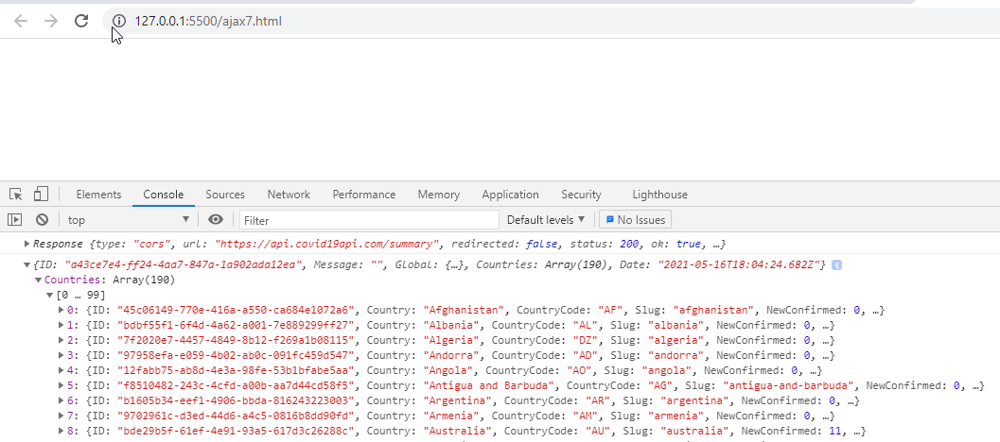 127.0.0.1:5500/ajax7.html
Elements Console Sources Network Performance Memory Application Security Lighthouse
top Filter Default levels No Issues
Response {type: "cors", url: "https://api.covid19api.com/summary", redirected: false, status: 200, ok: true, …}
{ID: "a43ce7e4-ff24-4aa7-847a-1a902ada12ea", Message: "", Global: {…}, Countries: Array(190), Date: "2021-05-16T18:04:24.682Z"} i
Countries: Array(190)
[0 … 99]
0: {ID: "45c06149-770e-416a-a550-ca684e1072a6", Country: "Afghanistan", CountryCode: "AF", Slug: "afghanistan", NewConfirmed: 0, …}
1: {ID: "bdbf55f1-6f4d-4a62-a001-7e889299ff27", Country: "Albania", CountryCode: "AL", Slug: "albania", NewConfirmed: 0, …}
2: {ID: "7f2020e7-4457-4849-8b12-f269a1b08115", Country: "Algeria", CountryCode: "DZ", Slug: "algeria", NewConfirmed: 0, …}
3: {ID: "97958efa-e059-4b02-ab0c-091fc459d547", Country: "Andorra", CountryCode: "AD", Slug: "andorra", NewConfirmed: 0, …}
4: {ID: "12fabb75-ab8d-4e3a-98fe-53b1bfabe5aa", Country: "Angola", CountryCode: "AO", Slug: "angola", NewConfirmed: 0, …}
5: {ID: "f8510482-243c-4cfd-a00b-aa7d44cd58f5", Country: "Antigua and Barbuda", CountryCode: "AG", Slug: "antigua-and-barbuda", NewConfirmed: 0, …}
6: {ID: "b1605b34-eef1-4906-bbda-816243223003", Country: "Argentina", CountryCode: "AR", Slug: "argentina", NewConfirmed: 0, …}
7: {ID: "9702961c-d3ed-44d6-a4c5-0816b8dd90fd", Country: "Armenia", CountryCode: "AM", Slug: "armenia", NewConfirmed: 0, …}
8: {ID: "bde29b5f-61ef-4e91-93a5-617d3c26288c", Country: "Australia", CountryCode: "AU", Slug: "australia", NewConfirmed: 11, …}